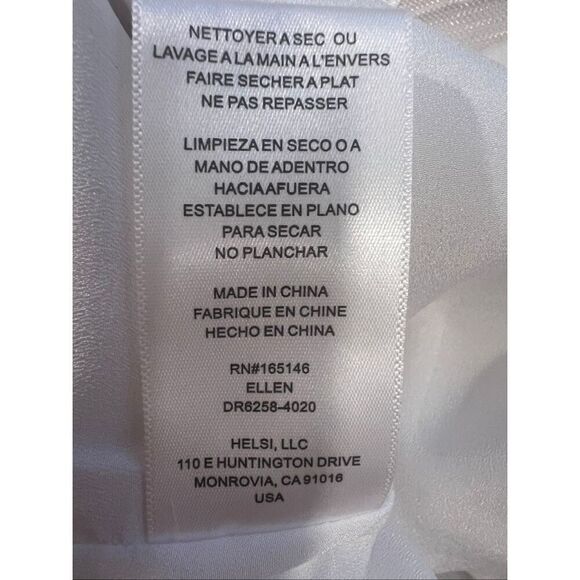 NETTOYER A SEC OU
LAVAGE A LA MAIN A L'ENVERS
FAIRE SECHER A PLAT
NE PAS REPASSER
LIMPIEZA EN SECO O A
MANO DE ADENTRO
HACIA AFUERA
ESTABLECE EN PLANO
PARA SECAR
NO PLANCHAR
MADE IN CHINA
FABRIQUE EN CHINE
HECHO EN CHINA
RN#165146
ELLEN
DR6258-4020
HELSI, LLC
110 E HUNTINGTON DRIVE
MONROVIA, CA 91016
USA